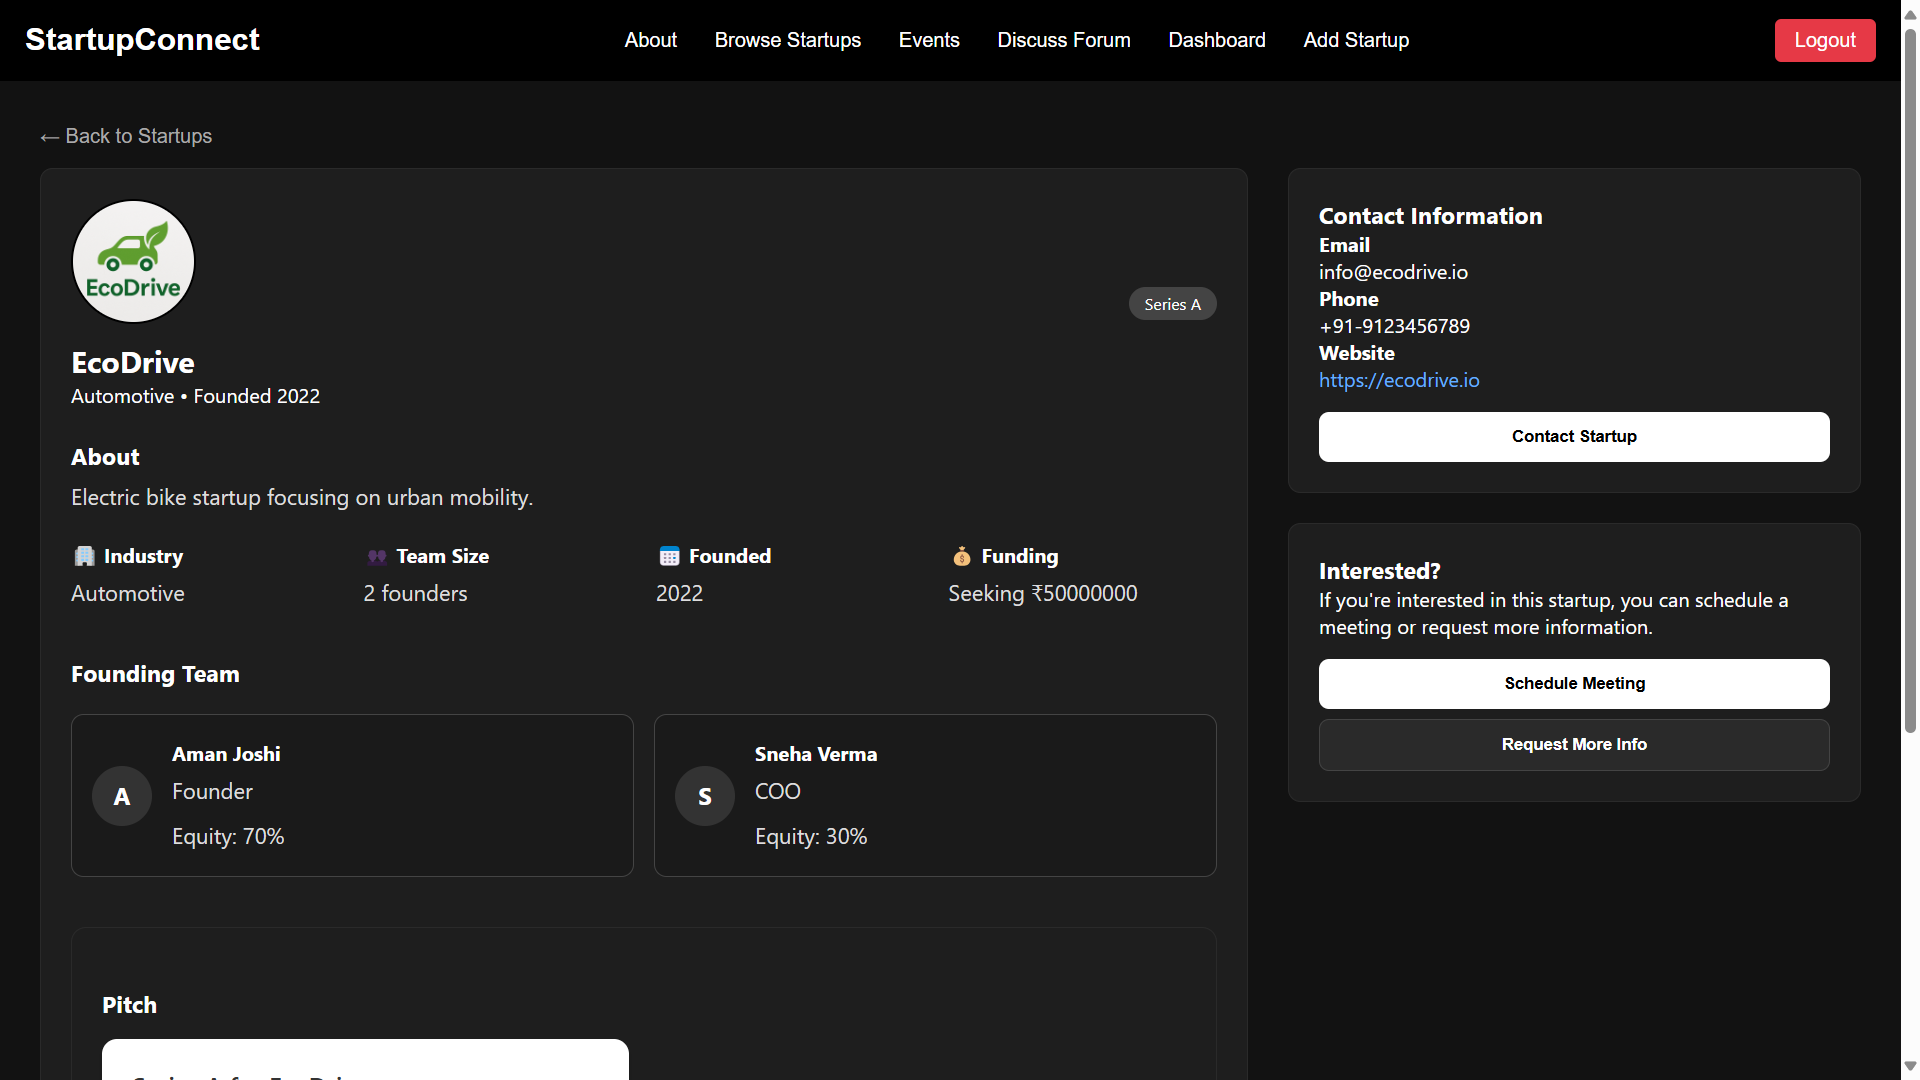 StartupConnect
About
Browse Startups
Events
Discuss Forum
Dashboard
Add Startup
Logout
← Back to Startups
EcoDrive
Series A
EcoDrive
Automotive • Founded 2022
About
Electric bike startup focusing on urban mobility.
Industry
Automotive
Team Size
2 founders
Founded
2022
Funding
Seeking ₹50000000
Founding Team
A
Aman Joshi
Founder
Equity: 70%
S
Sneha Verma
COO
Equity: 30%
Pitch
Contact Information
Email
info@ecodrive.io
Phone
+91-9123456789
Website
https://ecodrive.io
Contact Startup
Interested?
If you're interested in this startup, you can schedule a
meeting or request more information.
Schedule Meeting
Request More Info